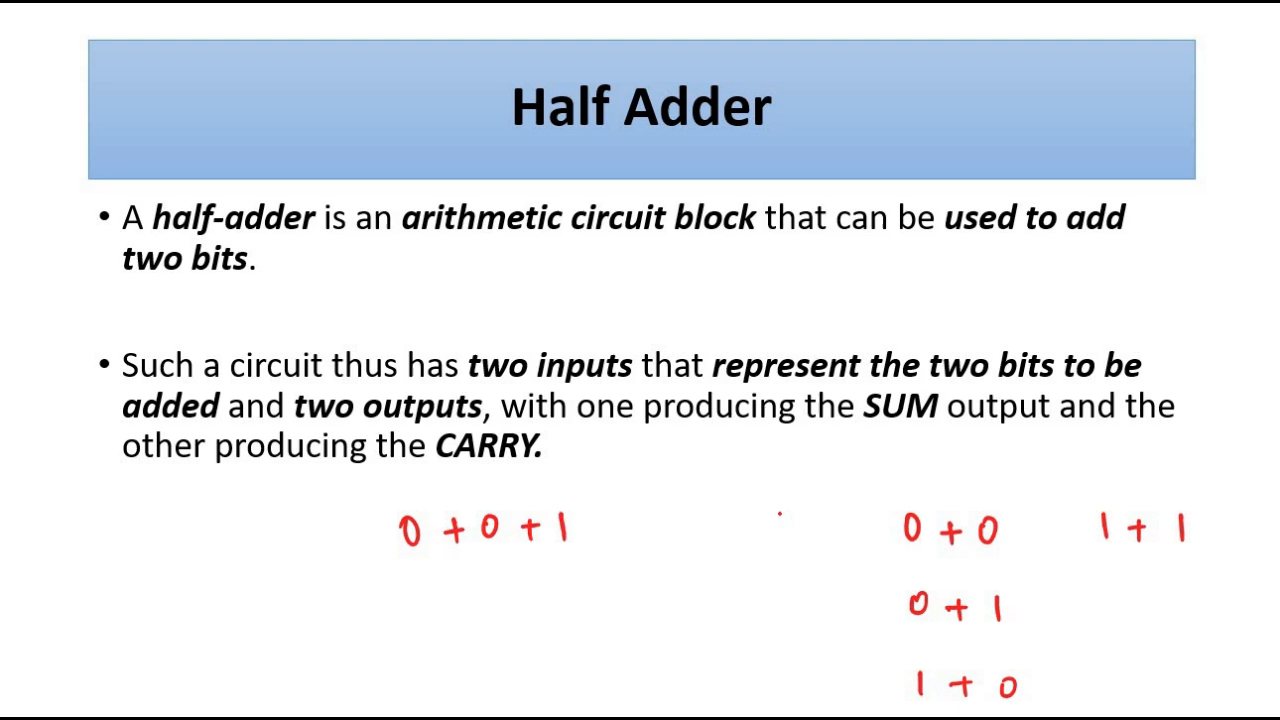 Half Adder
• A half-adder is an arithmetic circuit block that can be used to add
two bits.
• Such a circuit thus has two inputs that represent the two bits to be
added and two outputs, with one producing the SUM output and the
other producing the CARRY.
0 + 0 + 1
0 + 0
1 + 1
0 + 1
1 + 0